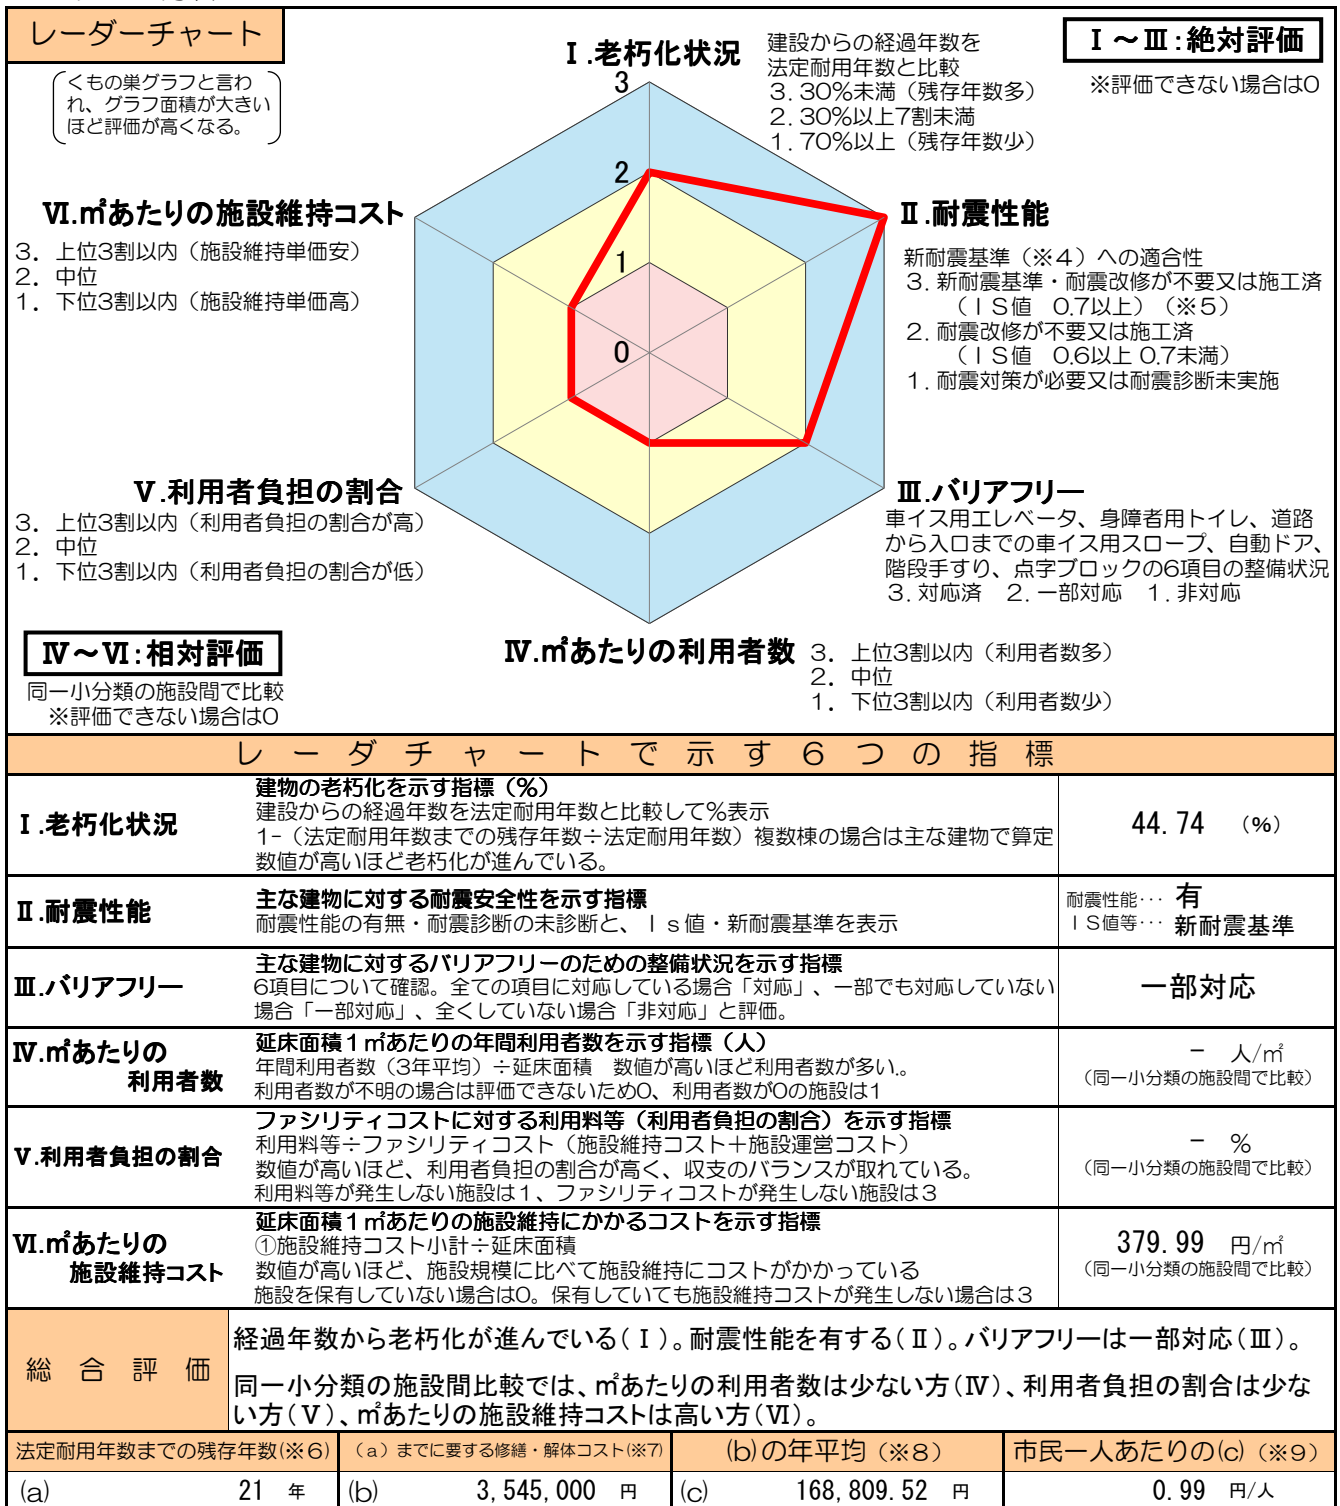 レーダーチャート
くもの巣グラフと言わ
れ、グラフ面積が大きい
ほど評価が高くなる。
Ⅰ～Ⅲ:絶対評価
※評価できない場合は0
Ⅰ.老朽化状況
建設からの経過年数を
法定耐用年数と比較
3. 30%未満（残存年数多）
2. 30%以上7割未満
1. 70%以上（残存年数少）
3
2
1
0
Ⅱ.耐震性能
新耐震基準（※4）への適合性
3. 新耐震基準・耐震改修が不要又は施工済
（ＩＳ値　0.7以上）（※5）
2. 耐震改修が不要又は施工済
（ＩＳ値　0.6以上 0.7未満）
1. 耐震対策が必要又は耐震診断未実施
Ⅲ.バリアフリー
車イス用エレベータ、身障者用トイレ、道路
から入口までの車イス用スロープ、自動ドア、
階段手すり、点字ブロックの6項目の整備状況
3. 対応済　2. 一部対応　1. 非対応
Ⅳ.㎡あたりの利用者数
3. 上位3割以内（利用者数多）
2. 中位
1. 下位3割以内（利用者数少）
Ⅴ.利用者負担の割合
3. 上位3割以内（利用者負担の割合が高）
2. 中位
1. 下位3割以内（利用者負担の割合が低）
Ⅵ.㎡あたりの施設維持コスト
3. 上位3割以内（施設維持単価安）
2. 中位
1. 下位3割以内（施設維持単価高）
Ⅳ～Ⅵ:相対評価
同一小分類の施設間で比較
※評価できない場合は0
レーダチャートで示す6つの指標
Ⅰ.老朽化状況
建物の老朽化を示す指標（%）
建設からの経過年数を法定耐用年数と比較して%表示
1-（法定耐用年数までの残存年数÷法定耐用年数）複数棟の場合は主な建物で算定
数値が高いほど老朽化が進んでいる。
44.74　(%)
Ⅱ.耐震性能
主な建物に対する耐震安全性を示す指標
耐震性能の有無・耐震診断の未診断と、Ｉｓ値・新耐震基準を表示
耐震性能… 有
ＩＳ値等… 新耐震基準
Ⅲ.バリアフリー
主な建物に対するバリアフリーのための整備状況を示す指標
6項目について確認。全ての項目に対応している場合「対応」、一部でも対応していない
場合「一部対応」、全くしていない場合「非対応」と評価。
一部対応
Ⅳ.㎡あたりの
利用者数
延床面積１㎡あたりの年間利用者数を示す指標（人）
年間利用者数（3年平均）÷延床面積　数値が高いほど利用者数が多い。
利用者数が不明の場合は評価できないため0、利用者数が0の施設は1
－　人/㎡
（同一小分類の施設間で比較）
Ⅴ.利用者負担の割合
ファシリティコストに対する利用料等（利用者負担の割合）を示す指標
利用料等÷ファシリティコスト（施設維持コスト＋施設運営コスト）
数値が高いほど、利用者負担の割合が高く、収支のバランスが取れている。
利用料等が発生しない施設は１、ファシリティコストが発生しない施設は３
－　%
（同一小分類の施設間で比較）
Ⅵ.㎡あたりの
施設維持コスト
延床面積１㎡あたりの施設維持にかかるコストを示す指標
①施設維持コスト小計÷延床面積
数値が高いほど、施設規模に比べて施設維持にコストがかかっている
施設を保有していない場合は0。保有していても施設維持コストが発生しない場合は３
379.99　円/㎡
（同一小分類の施設間で比較）
総合評価
経過年数から老朽化が進んでいる(Ⅰ)。耐震性能を有する(Ⅱ)。バリアフリーは一部対応(Ⅲ)。
同一小分類の施設間比較では、㎡あたりの利用者数は少ない方(Ⅳ)、利用者負担の割合は少な
い方(Ⅴ)、㎡あたりの施設維持コストは高い方(Ⅵ)。
法定耐用年数までの残存年数(※6)
（a）までに要する修繕・解体コスト(※7)
(b)の年平均（※8）
市民一人あたりの(c)（※9）
(a)　21　年
(b)　3,545,000　円
(c)　168,809.52　円
0.99　円/人